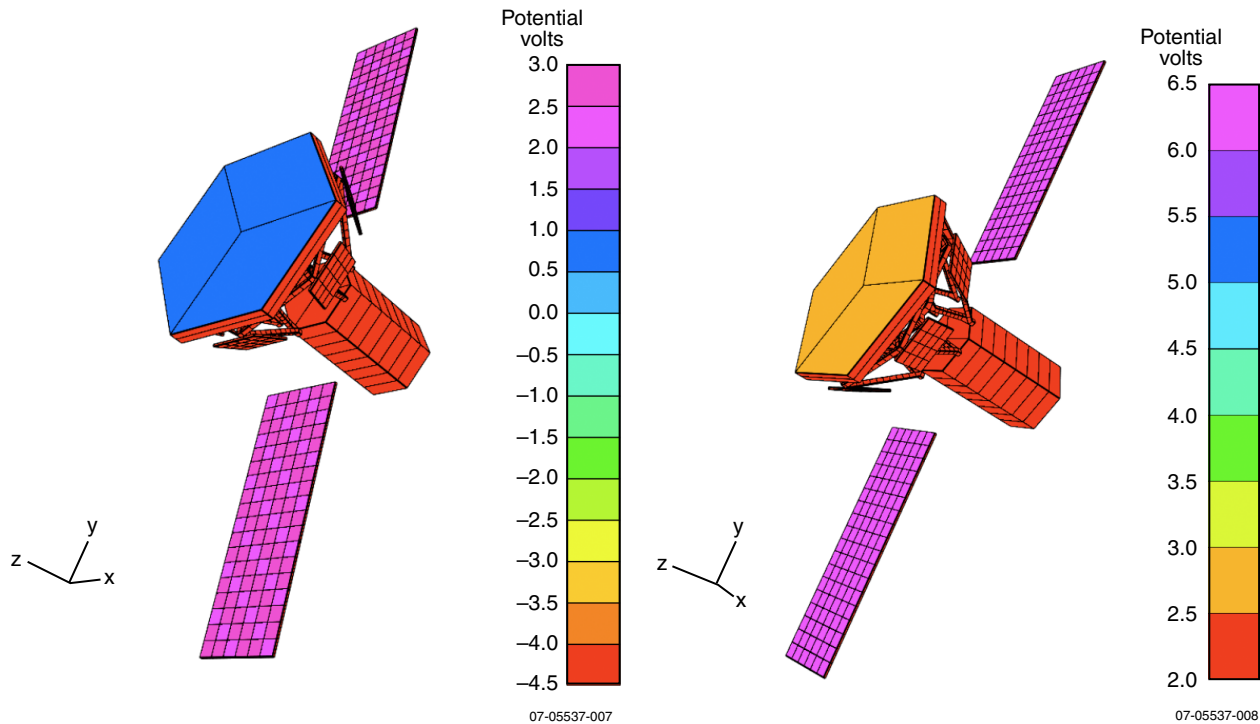 Potential
volts
3.0
2.5
2.0
1.5
1.0
0.5
0.0
–0.5
–1.0
–1.5
–2.0
–2.5
–3.0
–3.5
–4.0
–4.5
07-05537-007
z
y
x
Potential
volts
6.5
6.0
5.5
5.0
4.5
4.0
3.5
3.0
2.5
2.0
07-05537-008
z
y
x